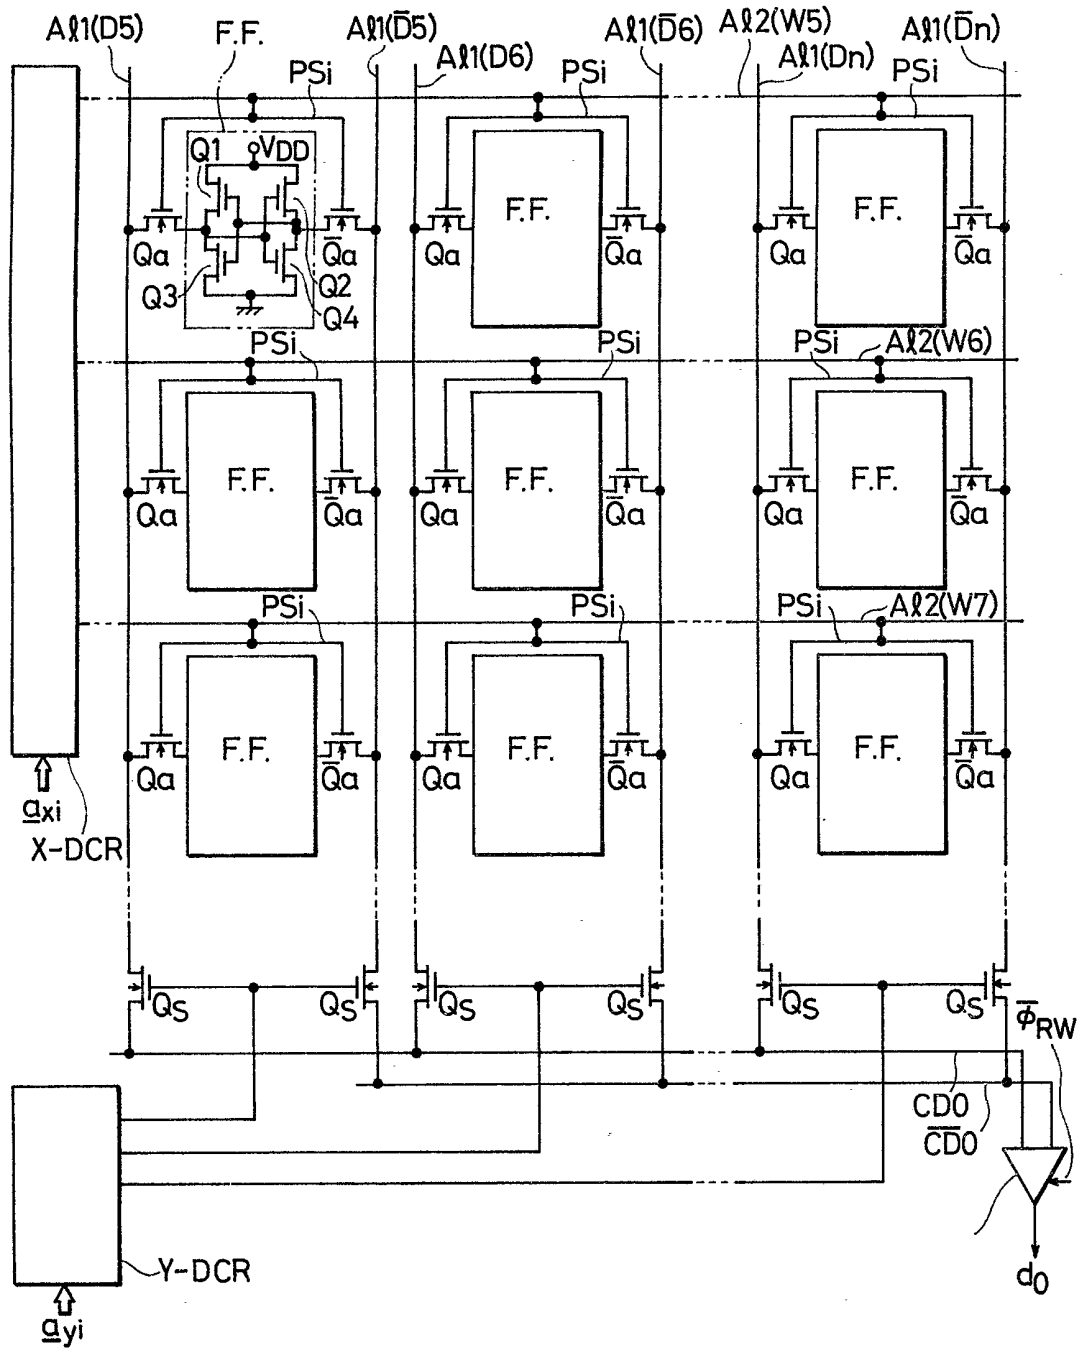 Aℓ1(D5)
F.F.
Aℓ1(D̅5)
Aℓ1(D6)
Aℓ1(D̅6)
Aℓ2(W5)
Aℓ1(Dn)
Aℓ1(D̅n)
PSi
PSi
PSi
Q1
VDD
F.F.
F.F.
Qa
Q̅a
Qa
Q̅a
Qa
Q̅a
Q3
Q2
Q4
PSi
PSi
PSi
Aℓ2(W6)
F.F.
F.F.
F.F.
Qa
Q̅a
Qa
Q̅a
Qa
Q̅a
PSi
PSi
PSi
Aℓ2(W7)
F.F.
F.F.
F.F.
Qa
Q̅a
Qa
Q̅a
Qa
Q̅a
axi
X-DCR
QS
QS
QS
QS
QS
QS
ϕ̅RW
CD0
C̅D̅0
Y-DCR
d0
ayi